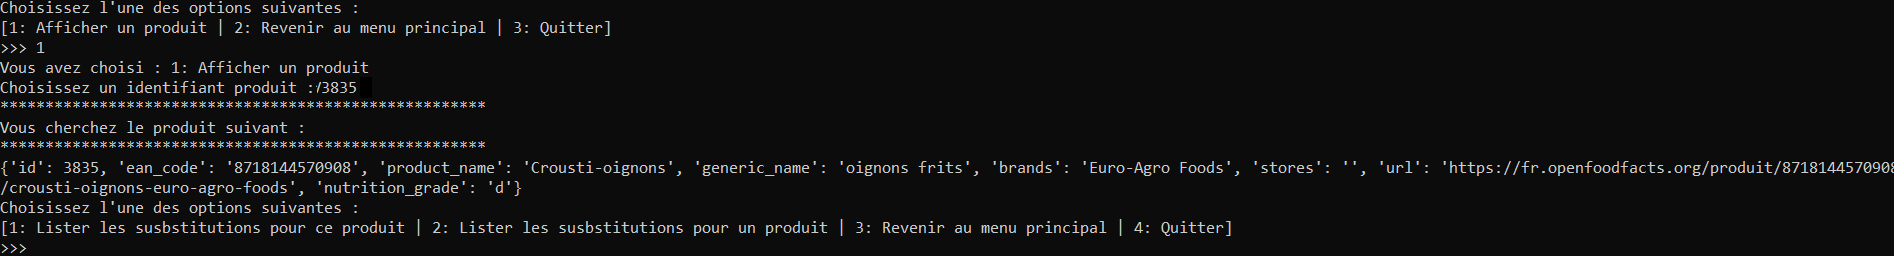 Choisissez l'une des options suivantes :
[1: Afficher un produit | 2: Revenir au menu principal | 3: Quitter]
>>> 1
Vous avez choisi : 1: Afficher un produit
Choisissez un identifiant produit :/3835
******************************************************
Vous cherchez le produit suivant :
******************************************************
{'id': 3835, 'ean_code': '8718144570908', 'product_name': 'Crousti-oignons', 'generic_name': 'oignons frits', 'brands': 'Euro-Agro Foods', 'stores': '', 'url': 'https://fr.openfoodfacts.org/produit/8718144570908
/crousti-oignons-euro-agro-foods', 'nutrition_grade': 'd'}
Choisissez l'une des options suivantes :
[1: Lister les susbstitutions pour ce produit | 2: Lister les susbstitutions pour un produit | 3: Revenir au menu principal | 4: Quitter]
>>>